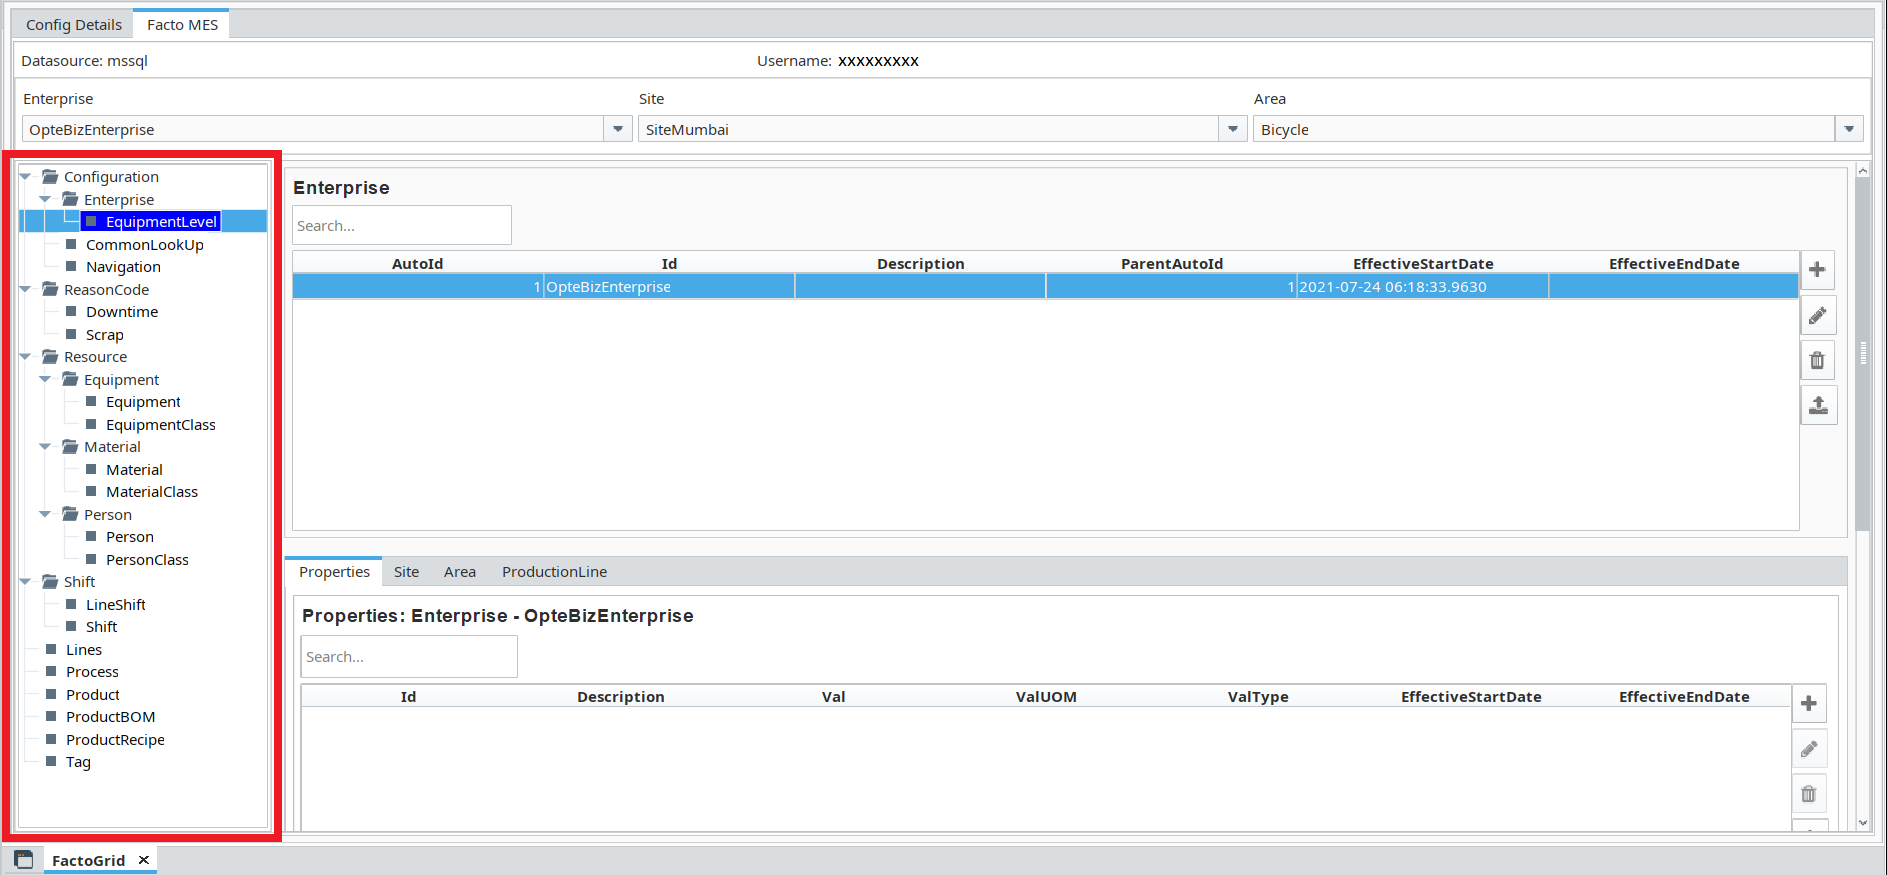 Config Details Facto MES
Datasource: mssql Username: xxxxxxxxx
Enterprise Site Area
OpteBizEnterprise SiteMumbai Bicycle
Configuration
Enterprise
EquipmentLevel
CommonLookUp
Navigation
ReasonCode
Downtime
Scrap
Resource
Equipment
Equipment
EquipmentClass
Material
Material
MaterialClass
Person
Person
PersonClass
Shift
LineShift
Shift
Lines
Process
Product
ProductBOM
ProductRecipe
Tag
Enterprise
Search...
AutoId Id Description ParentAutoId EffectiveStartDate EffectiveEndDate
1 OpteBizEnterprise 1 2021-07-24 06:18:33.9630
Properties Site Area ProductionLine
Properties: Enterprise - OpteBizEnterprise
Search...
Id Description Val ValUOM ValType EffectiveStartDate EffectiveEndDate
FactoGrid